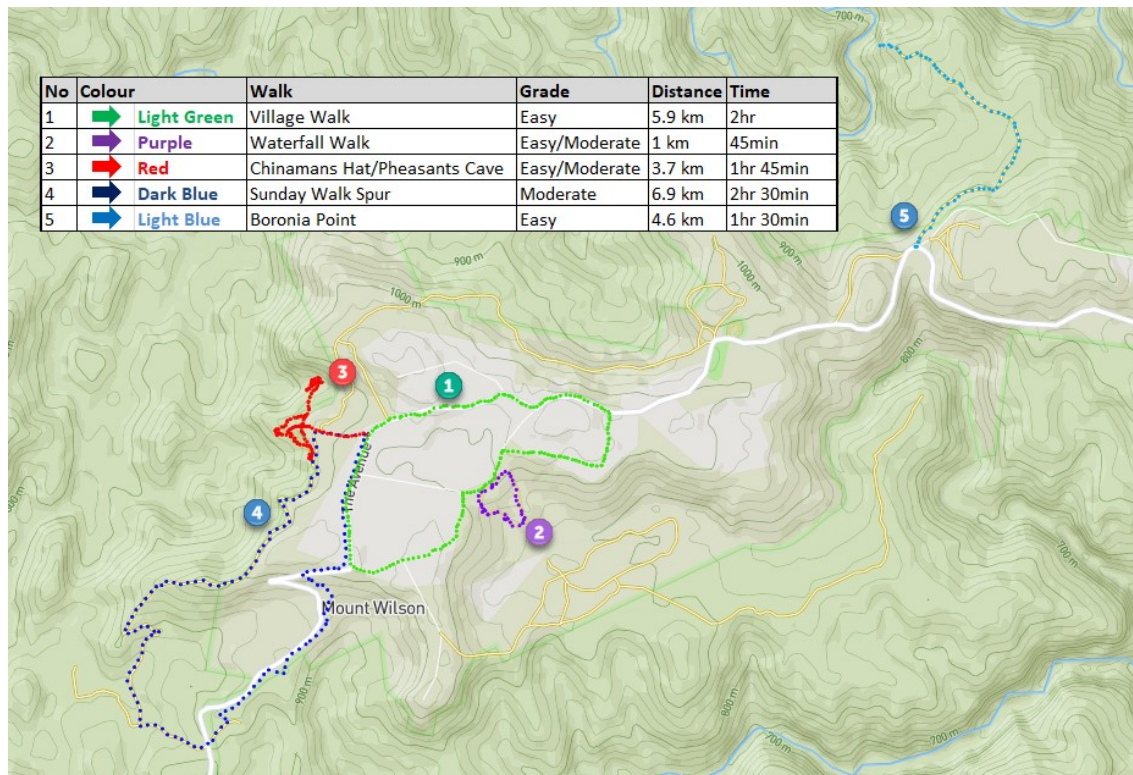 700 m
700 m
No Colour Walk Grade Distance Time
1 Light Green Village Walk Easy 5.9 km 2hr
2 Purple Waterfall Walk Easy/Moderate 1 km 45min
3 Red Chinamans Hat/Pheasants Cave Easy/Moderate 3.7 km 1hr 45min
4 Dark Blue Sunday Walk Spur Moderate 6.9 km 2hr 30min
5 Light Blue Boronia Point Easy 4.6 km 1hr 30min
5
900 m
900 m
1000 m
1000 m
800 m
3
1
The Avenue
4
2
700 m
Mount Wilson
900 m
800 m
700 m
700 m